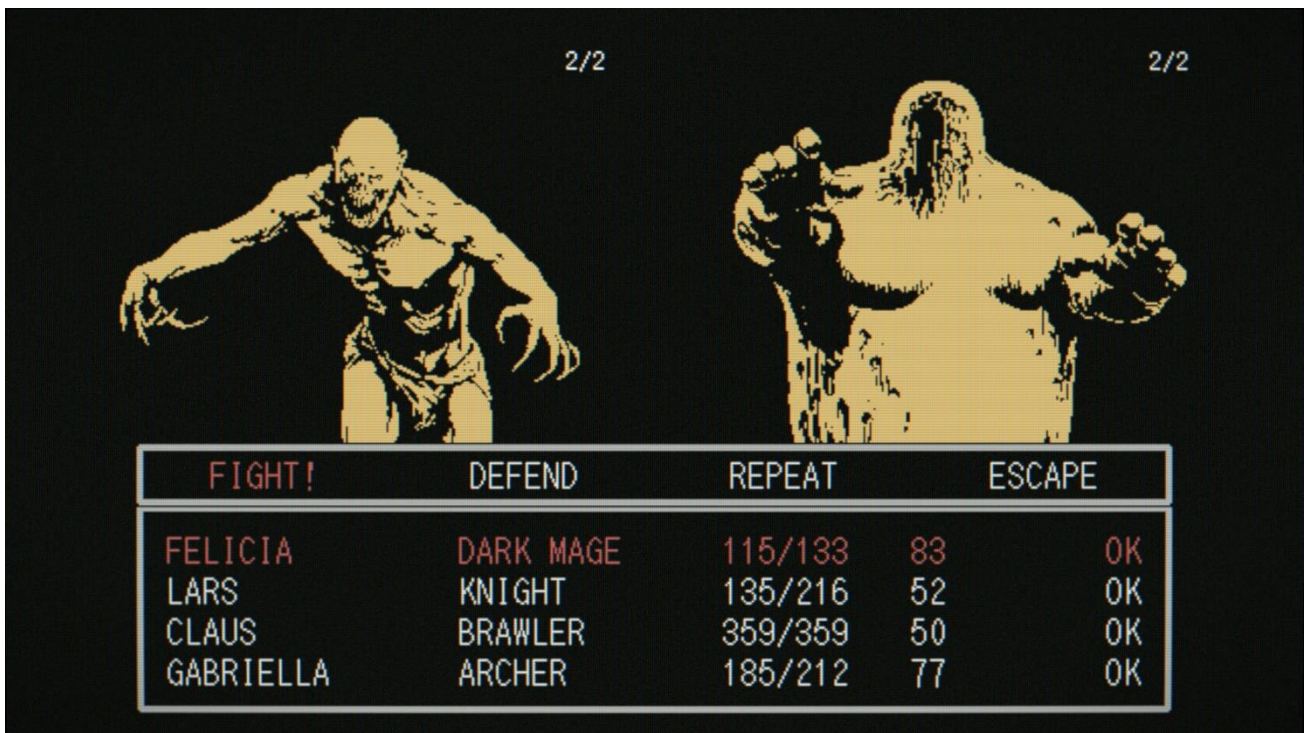 2/2 2/2
FIGHT! DEFEND REPEAT ESCAPE
FELICIA DARK MAGE 115/133 83 OK
LARS KNIGHT 135/216 52 OK
CLAUS BRAWLER 359/359 50 OK
GABRIELLA ARCHER 185/212 77 OK